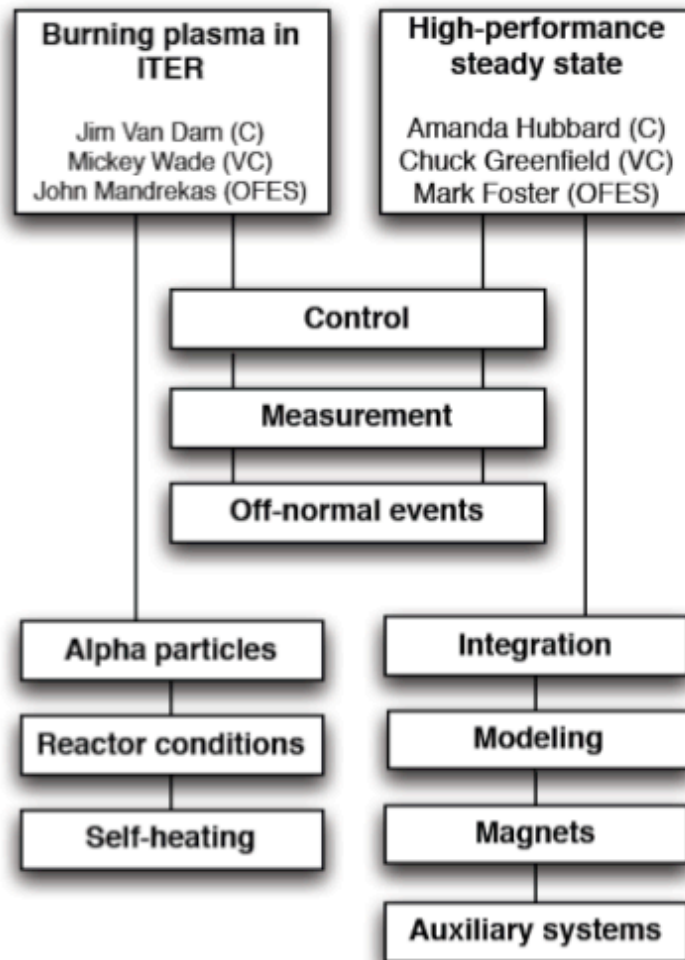 Burning plasma in
ITER
Jim Van Dam (C)
Mickey Wade (VC)
John Mandrekas (OFES)
High-performance
steady state
Amanda Hubbard (C)
Chuck Greenfield (VC)
Mark Foster (OFES)
Control
Measurement
Off-normal events
Alpha particles
Reactor conditions
Self-heating
Integration
Modeling
Magnets
Auxiliary systems